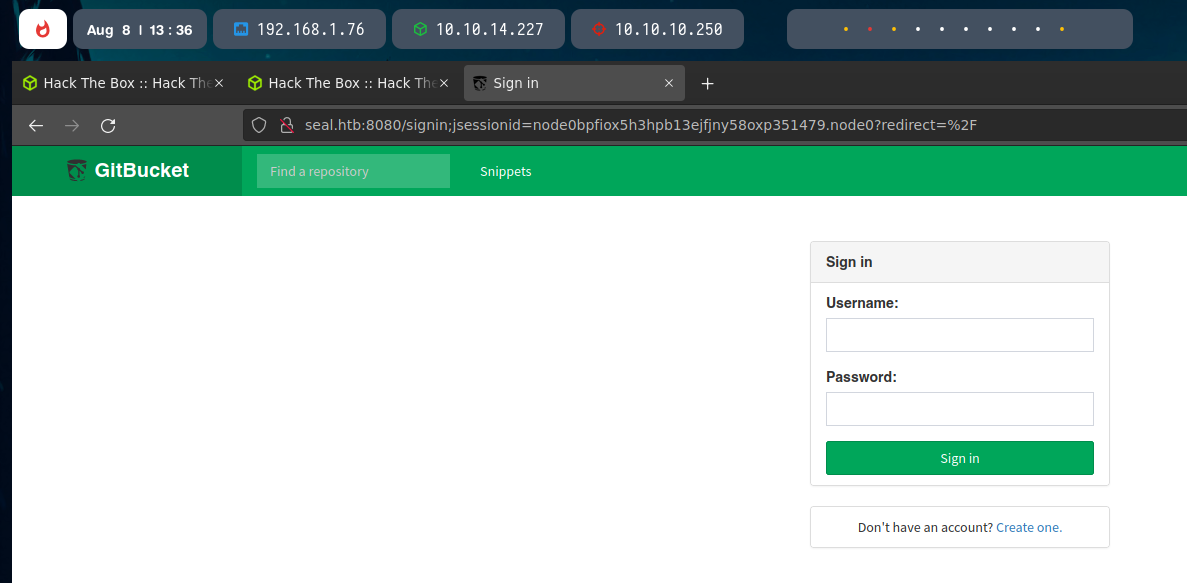 Aug 8 | 13:36 192.168.1.76 10.10.14.227 10.10.10.250
Hack The Box :: Hack The Hack The Box :: Hack The Sign in
seal.htb:8080/signin;jsessionid=node0bpfiox5h3hpb13ejfjny58oxp351479.node0?redirect=%2F
GitBucket Find a repository Snippets
Sign in
Username:
Password:
Sign in
Don't have an account? Create one.